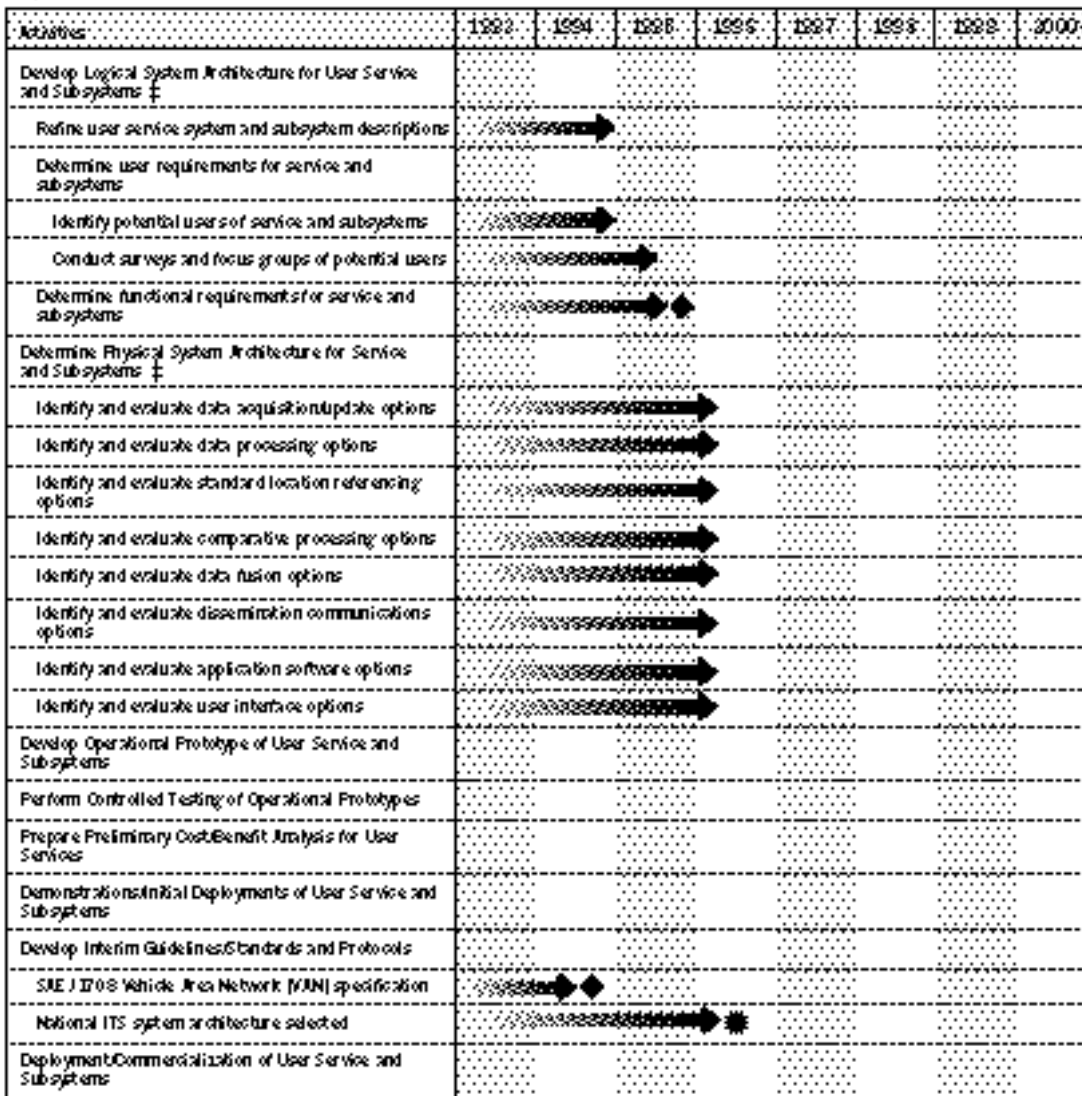 Activities 1993 1994 1995 1996 1997 1998 1999 2000
Develop Logical System Architecture for User Service
and Subsystems ‡
Refine user service system and subsystem descriptions
Determine user requirements for service and
subsystems
Identify potential users of service and subsystems
Conduct surveys and focus groups of potential users
Determine functional requirements for service and
subsystems
Determine Physical System Architecture for Service
and Subsystems ‡
Identify and evaluate data acquisition/update options
Identify and evaluate data processing options
Identify and evaluate standard location referencing
options
Identify and evaluate comparative processing options
Identify and evaluate data fusion options
Identify and evaluate dissemination communications
options
Identify and evaluate application software options
Identify and evaluate user interface options
Develop Operational Prototype of User Service and
Subsystems
Perform Controlled Testing of Operational Prototypes
Prepare Preliminary Cost/Benefit Analysis for User
Services
Demonstrations/Initial Deployments of User Service and
Subsystems
Develop Interim Guidelines/Standards and Protocols
SAE J1708 Vehicle Area Network (VAN) specification
National ITS system architecture selected
Deployment/Commercialization of User Service and
Subsystems